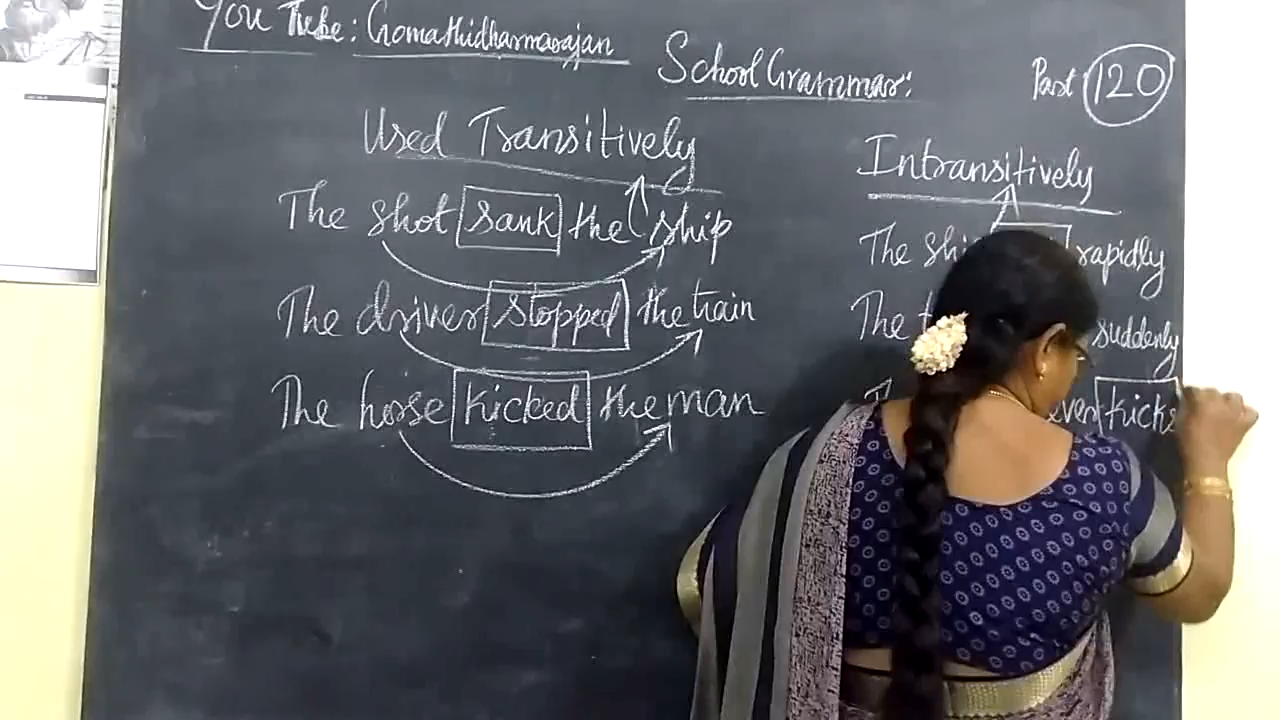 You Tube: Gomathidharmarajan
School Grammar:
Part 120
Used Transitively
The shot sank the ship
The driver stopped the train
The horse kicked the man
Intransitively
The rapidly
The suddenly
kicks